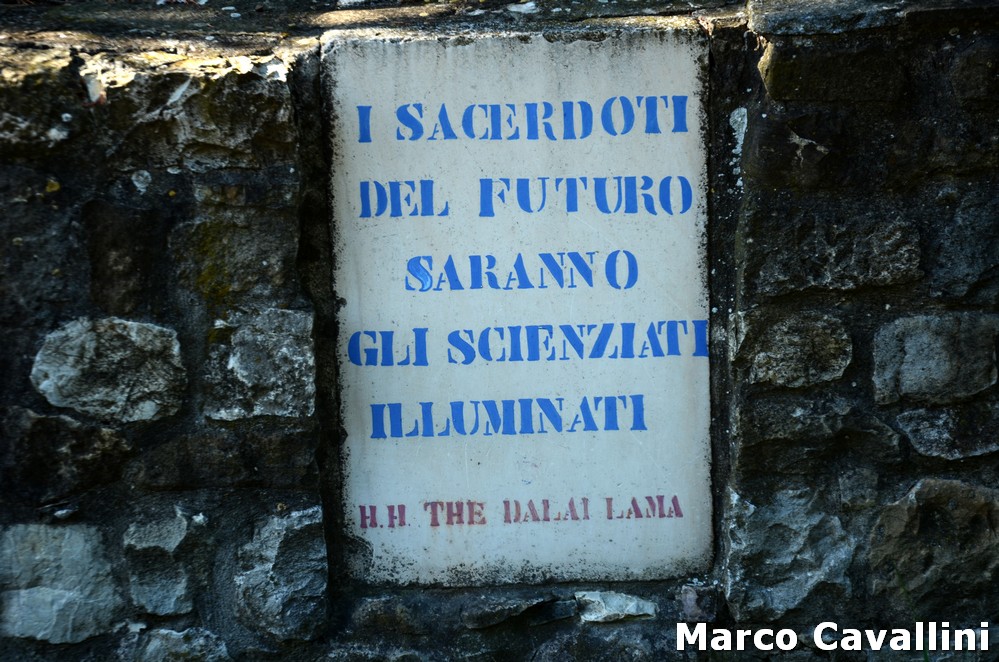 I SACERDOTI
DEL FUTURO
SARANNO
GLI SCIENZIATI
ILLUMINATI
H.H. THE DALAI LAMA
Marco Cavallini